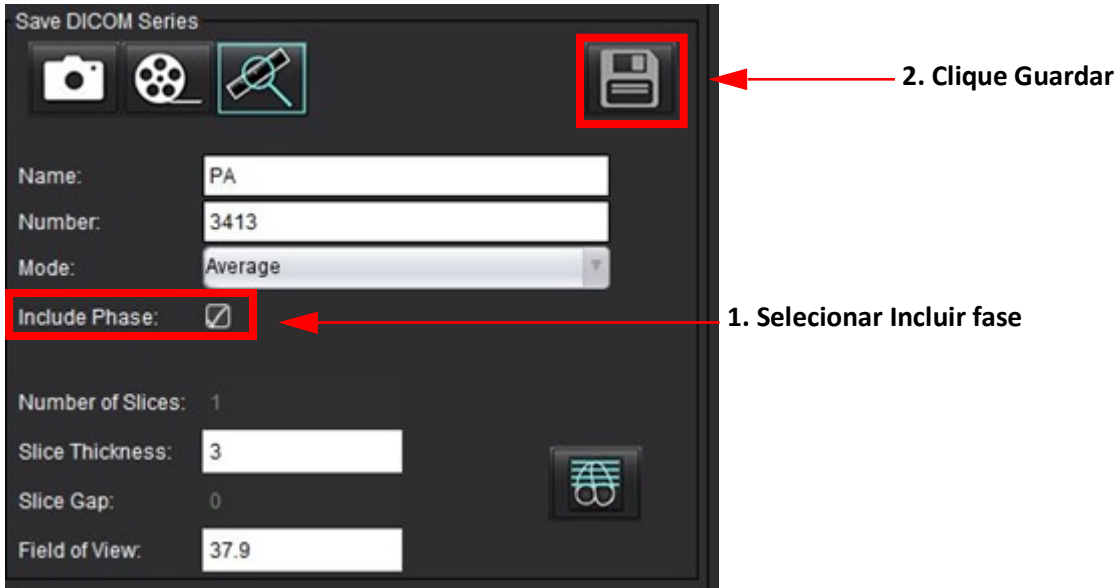 Save DICOM Series
2. Clique Guardar
Name: PA
Number: 3413
Mode: Average
Include Phase:
1. Selecionar Incluir fase
Number of Slices: 1
Slice Thickness: 3
Slice Gap: 0
Field of View: 37.9